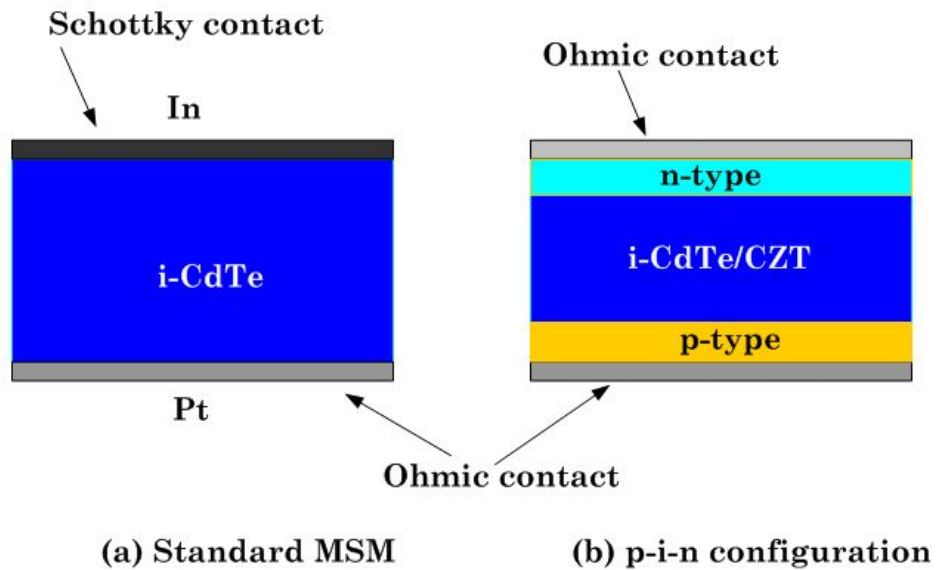 Schottky contact
In
i-CdTe
Pt
Ohmic contact
n-type
i-CdTe/CZT
p-type
Ohmic contact
(a) Standard MSM
(b) p-i-n configuration